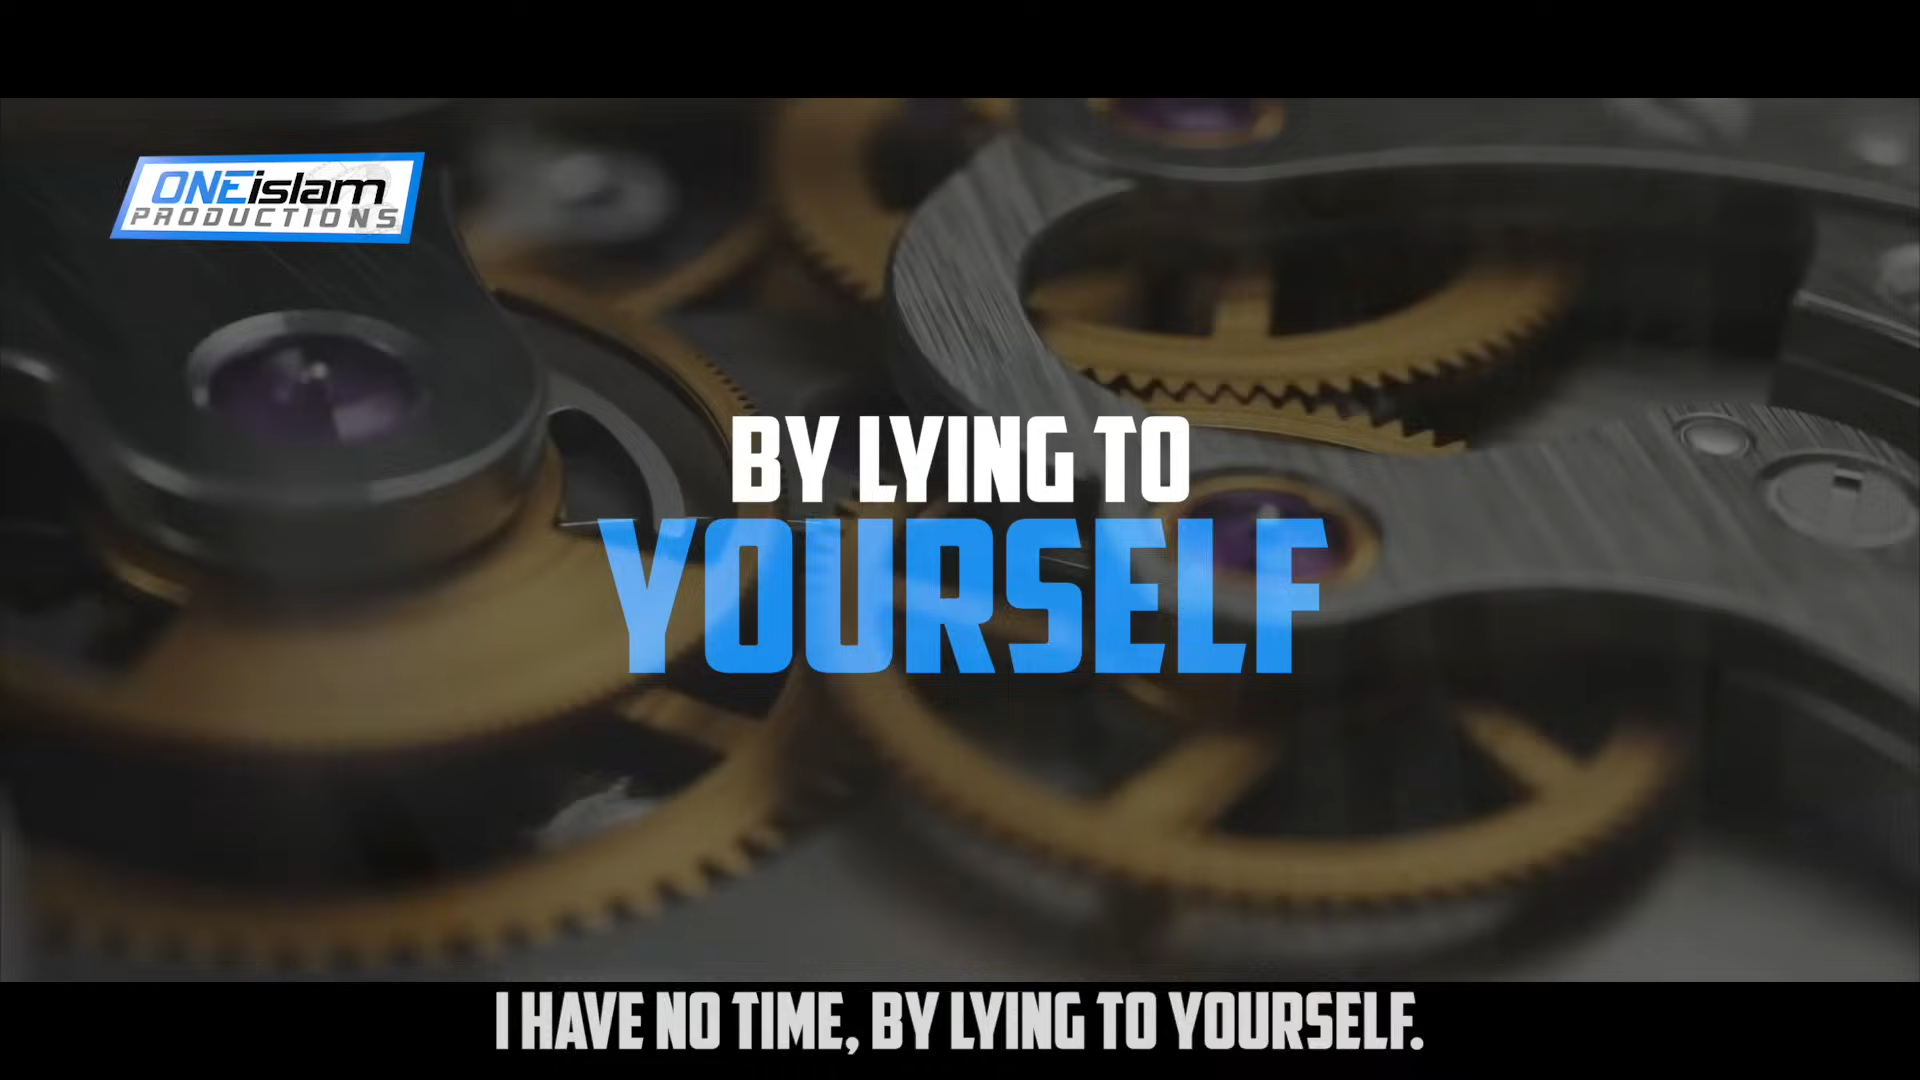 ONEislam
PRODUCTIONS
BY LYING TO
YOURSELF
I HAVE NO TIME, BY LYING TO YOURSELF.